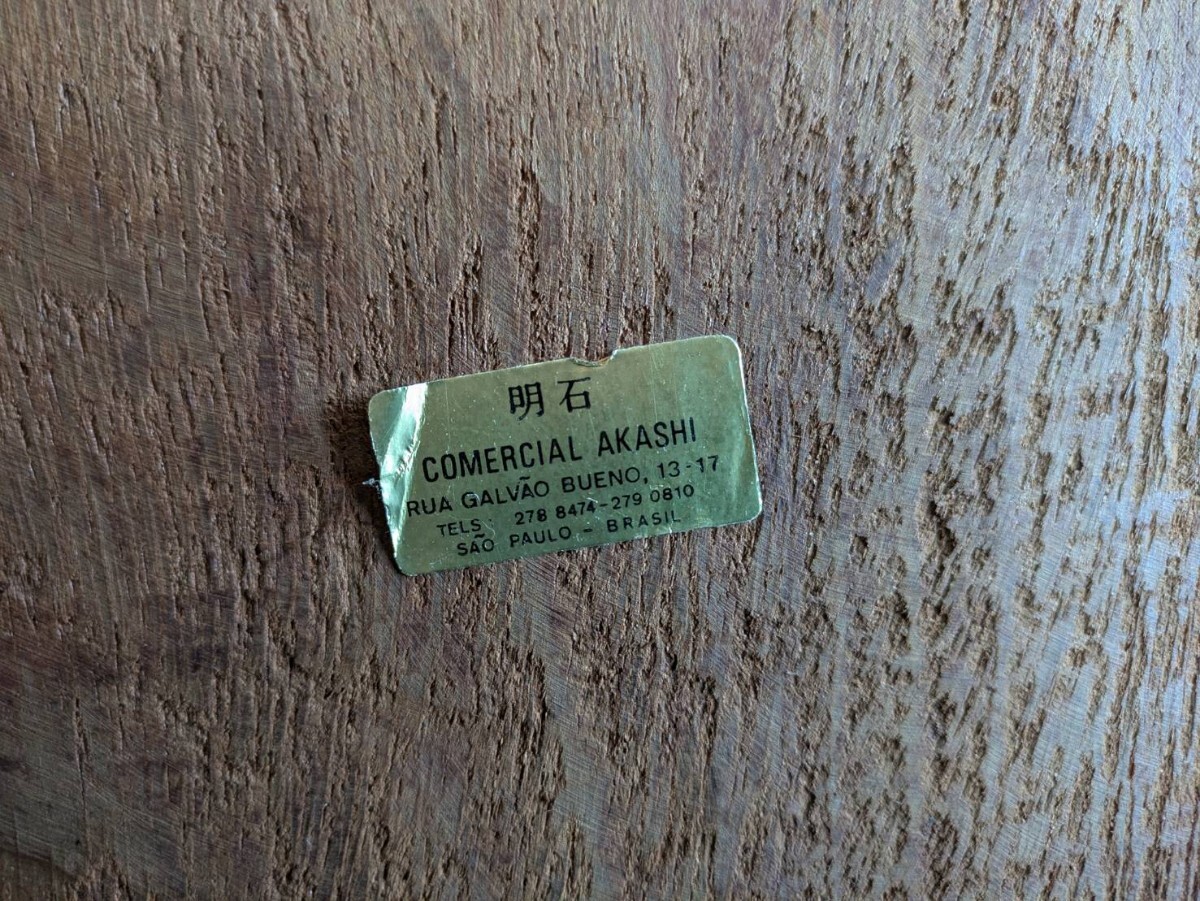 明石
COMERCIAL AKASHI
RUA GALVÃO BUENO, 13-17
TELS 278 8474-279 0810
SÃO PAULO - BRASIL